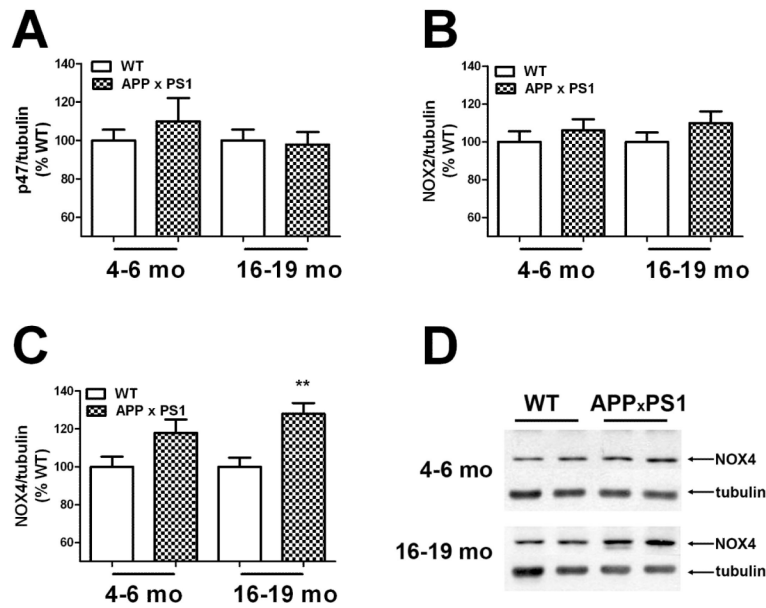 A
p47/tubulin
(% WT)
140
120
100
80
60
WT
APP x PS1
4-6 mo
16-19 mo
B
NOX2/tubulin
(% WT)
140
120
100
80
60
WT
APP x PS1
4-6 mo
16-19 mo
C
NOX4/tubulin
(% WT)
140
120
100
80
60
WT
APP x PS1
**
4-6 mo
16-19 mo
D
WT
APPxPS1
4-6 mo
NOX4
tubulin
16-19 mo
NOX4
tubulin